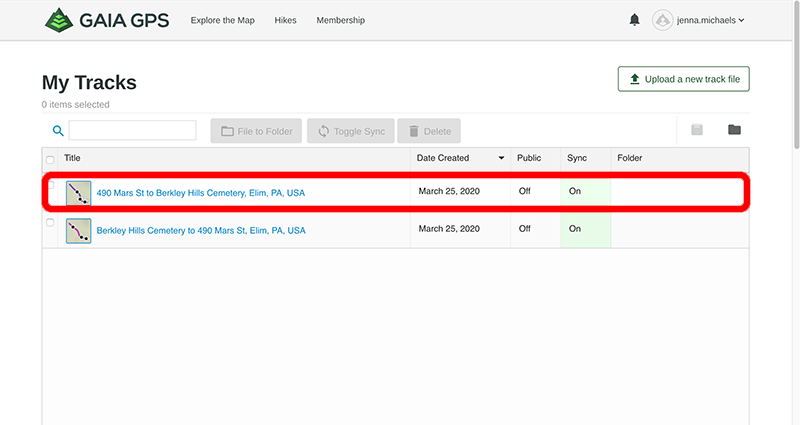 GAIA GPS Explore the Map Hikes Membership jenna.michaels
My Tracks
Upload a new track file
0 items selected
File to Folder Toggle Sync Delete
Title Date Created Public Sync Folder
490 Mars St to Berkley Hills Cemetery, Elim, PA, USA March 25, 2020 Off On
Berkley Hills Cemetery to 490 Mars St, Elim, PA, USA March 25, 2020 Off On